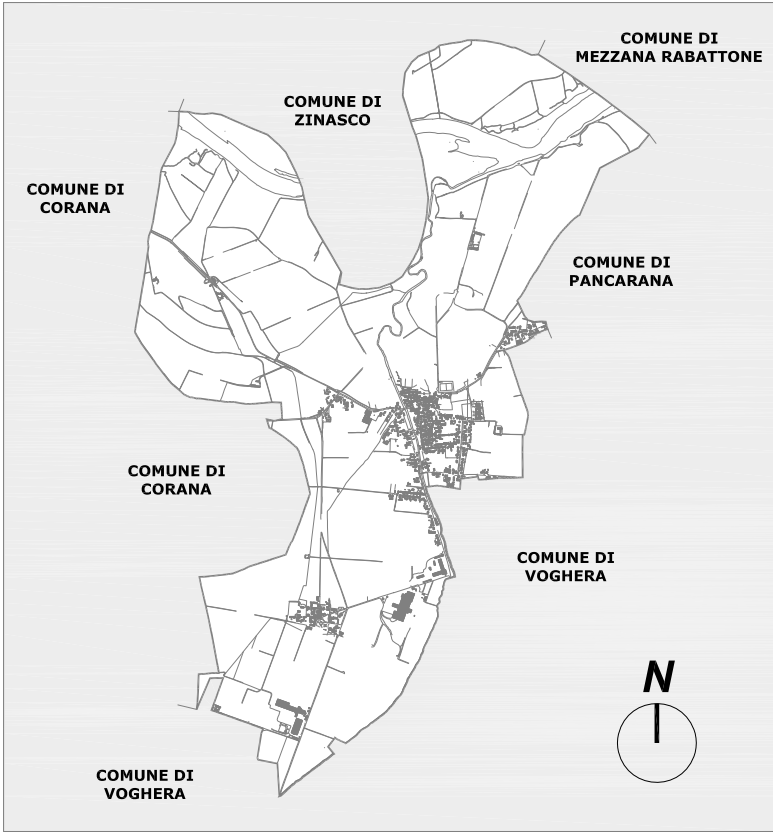 COMUNE DI
MEZZANA RABATTONE
COMUNE DI
ZINASCO
COMUNE DI
CORANA
COMUNE DI
PANCARANA
COMUNE DI
CORANA
COMUNE DI
VOGHERA
N
COMUNE DI
VOGHERA